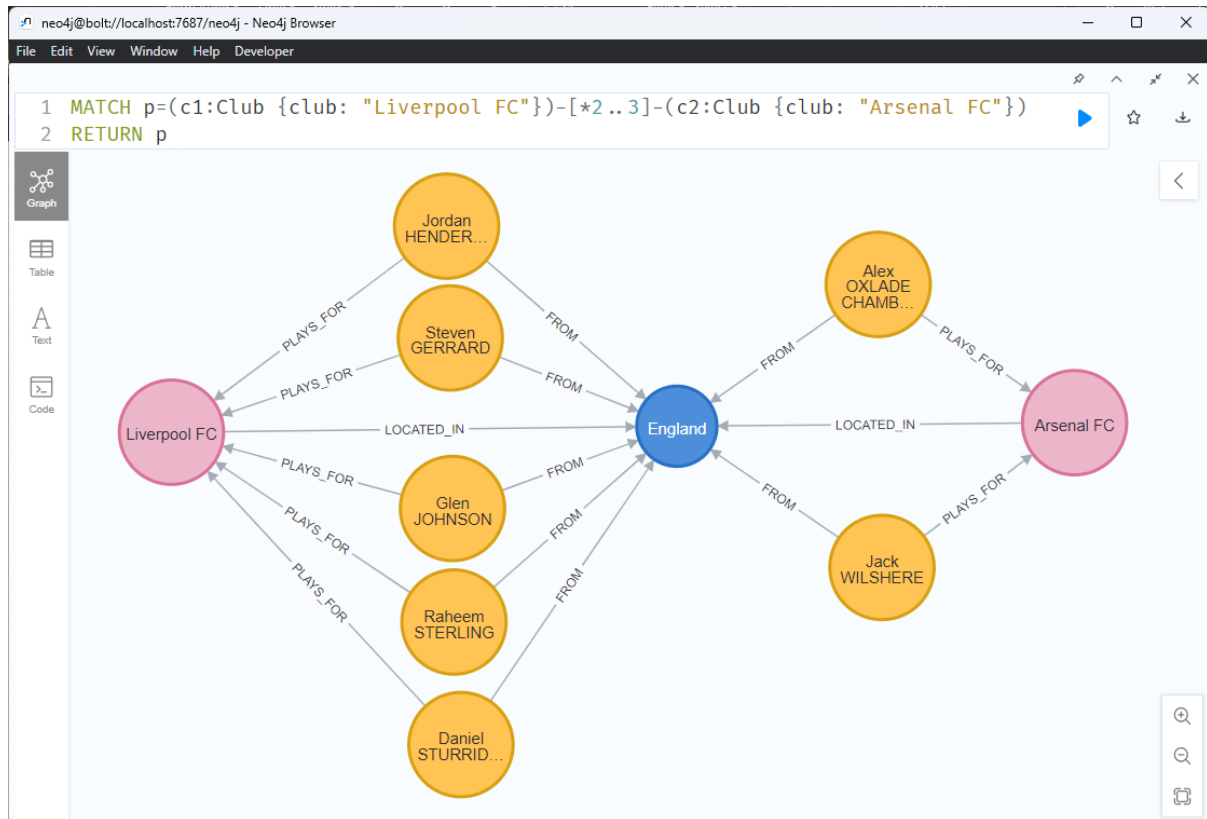 neo4j@bolt://localhost:7687/neo4j - Neo4j Browser
File Edit View Window Help Developer
1 MATCH p=(c1:Club {club: "Liverpool FC"})-[*2..3]-(c2:Club {club: "Arsenal FC"})
2 RETURN p
Graph
Table
Text
Code
Jordan
HENDER...
Steven
GERRARD
Liverpool FC
Glen
JOHNSON
Raheem
STERLING
Daniel
STURRID...
England
Alex
OXLADE
CHAMB...
Arsenal FC
Jack
WILSHERE
PLAYS_FOR
PLAYS_FOR
LOCATED_IN
PLAYS_FOR
PLAYS_FOR
PLAYS_FOR
FROM
FROM
FROM
FROM
FROM
FROM
PLAYS_FOR
LOCATED_IN
FROM
PLAYS_FOR